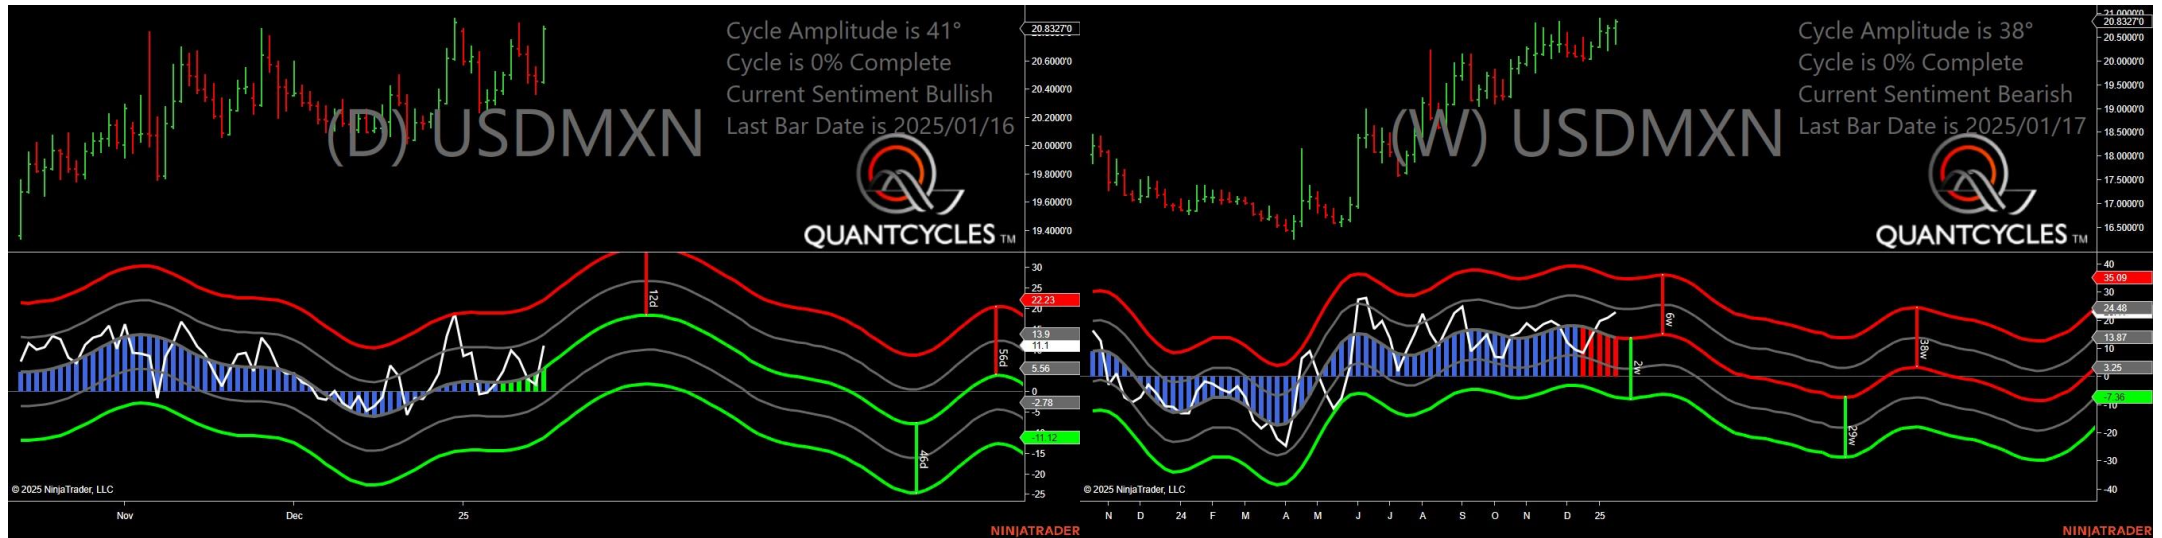 Cycle Amplitude is 41°
Cycle is 0% Complete
Current Sentiment Bullish
Last Bar Date is 2025/01/16
(D) USDMXN
QUANTCYCLES TM
20.8327'0
20.6000'0
20.4000'0
20.2000'0
20.0000'0
19.8000'0
19.6000'0
19.4000'0
30
25
22.23
20
13.9
11.1
5.56
0
-2.78
-5
-11.12
-15
-20
-25
12d
56d
46d
© 2025 NinjaTrader, LLC
Nov
Dec
25
NINJATRADER
Cycle Amplitude is 38°
Cycle is 0% Complete
Current Sentiment Bearish
Last Bar Date is 2025/01/17
(W) USDMXN
QUANTCYCLES TM
21.0000'0
20.8327'0
20.5000'0
20.0000'0
19.5000'0
19.0000'0
18.5000'0
18.0000'0
17.5000'0
17.0000'0
16.5000'0
40
35.09
30
24.48
20
13.87
10
3.25
0
-7.36
-10
-20
-30
-40
6w
2w
38w
29w
© 2025 NinjaTrader, LLC
N
D
24
F
M
A
M
J
J
A
S
O
N
D
25
NINJATRADER